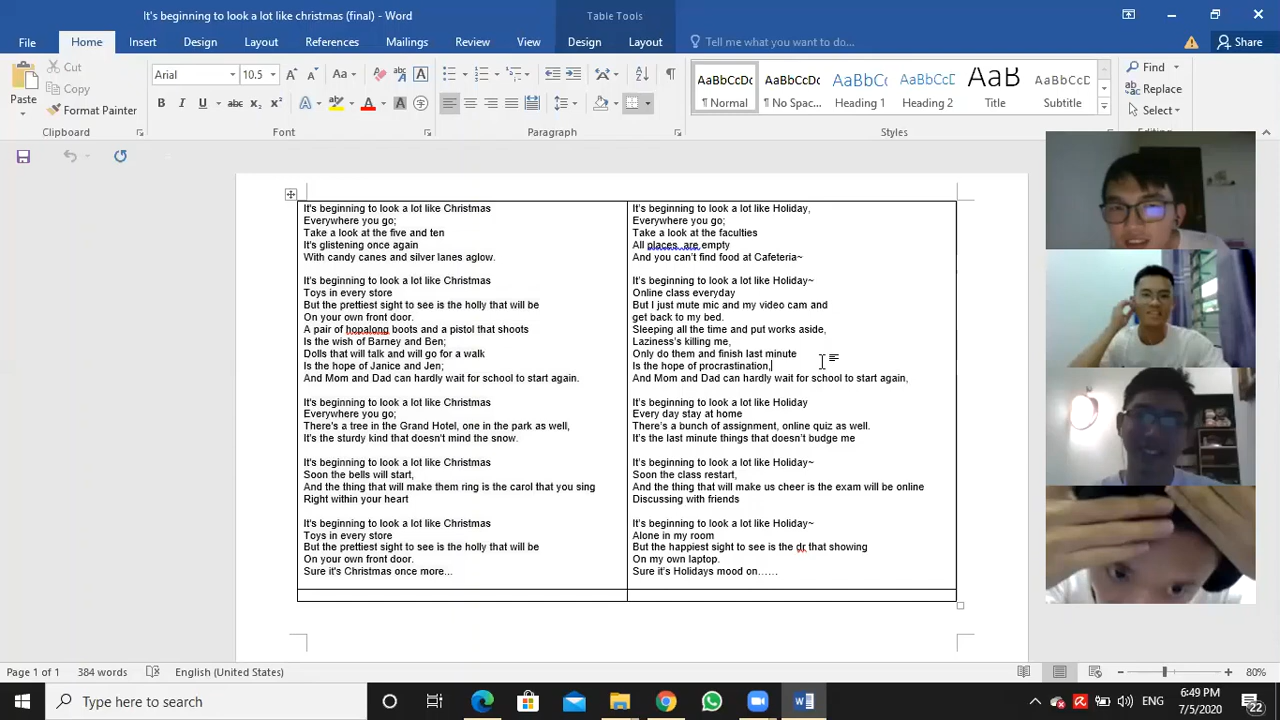 It's beginning to look a lot like christmas (final) - Word
Table Tools
File
Home
Insert
Design
Layout
References
Mailings
Review
View
Design
Layout
Tell me what you want to do...
Share
Paste
Cut
Copy
Format Painter
Clipboard
Arial
10.5
Font
Paragraph
AaBbCcDc
¶ Normal
AaBbCcDc
¶ No Spac...
AaBbCc
Heading 1
AaBbCcDc
Heading 2
AaB
Title
AaBbCcDc
Subtitle
Styles
Find
Replace
Select
It's beginning to look a lot like Christmas
Everywhere you go;
Take a look at the five and ten
It's glistening once again
With candy canes and silver lanes aglow.
It's beginning to look a lot like Christmas
Toys in every store
But the prettiest sight to see is the holly that will be
On your own front door.
A pair of hopalong boots and a pistol that shoots
Is the wish of Barney and Ben;
Dolls that will talk and will go for a walk
Is the hope of Janice and Jen;
And Mom and Dad can hardly wait for school to start again.
It's beginning to look a lot like Christmas
Everywhere you go;
There's a tree in the Grand Hotel, one in the park as well,
It's the sturdy kind that doesn't mind the snow.
It's beginning to look a lot like Christmas
Soon the bells will start,
And the thing that will make them ring is the carol that you sing
Right within your heart
It's beginning to look a lot like Christmas
Toys in every store
But the prettiest sight to see is the holly that will be
On your own front door.
Sure it's Christmas once more...
It's beginning to look a lot like Holiday,
Everywhere you go;
Take a look at the faculties
All places are empty
And you can't find food at Cafeteria~
It's beginning to look a lot like Holiday~
Online class everyday
But I just mute mic and my video cam and
get back to my bed.
Sleeping all the time and put works aside,
Laziness's killing me,
Only do them and finish last minute
Is the hope of procrastination,
And Mom and Dad can hardly wait for school to start again,
It's beginning to look a lot like Holiday
Every day stay at home
There's a bunch of assignment, online quiz as well.
It's the last minute things that doesn't budge me
It's beginning to look a lot like Holiday~
Soon the class restart,
And the thing that will make us cheer is the exam will be online
Discussing with friends
It's beginning to look a lot like Holiday~
Alone in my room
But the happiest sight to see is the dr that showing
On my own laptop.
Sure it's Holidays mood on……
Page 1 of 1
384 words
English (United States)
80%
Type here to search
ENG
6:49 PM
7/5/2020
22